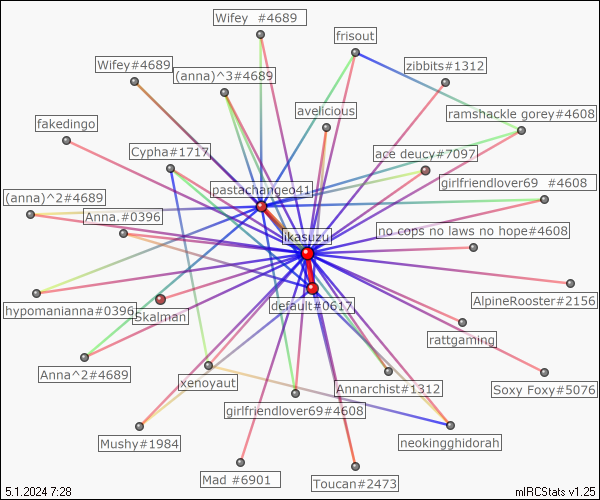 Wifey  #4689
frisout
Wifey#4689
zibbits#1312
(anna)^3#4689
avelicious
ramshackle gorey#4608
fakedingo
Cypha#1717
ace deucy#7097
pastachangeo41
girlfriendlover69  #4608
(anna)^2#4689
Anna.#0396
ikasuzu
no cops no laws no hope#4608
hypomanianna#0396
Skalman
default#0617
AlpineRooster#2156
rattgaming
Anna^2#4689
xenoyaut
Annarchist#1312
Soxy Foxy#5076
girlfriendlover69#4608
Mushy#1984
neokingghidorah
Mad #6901
Toucan#2473
5.1.2024 7:28
mIRCStats v1.25